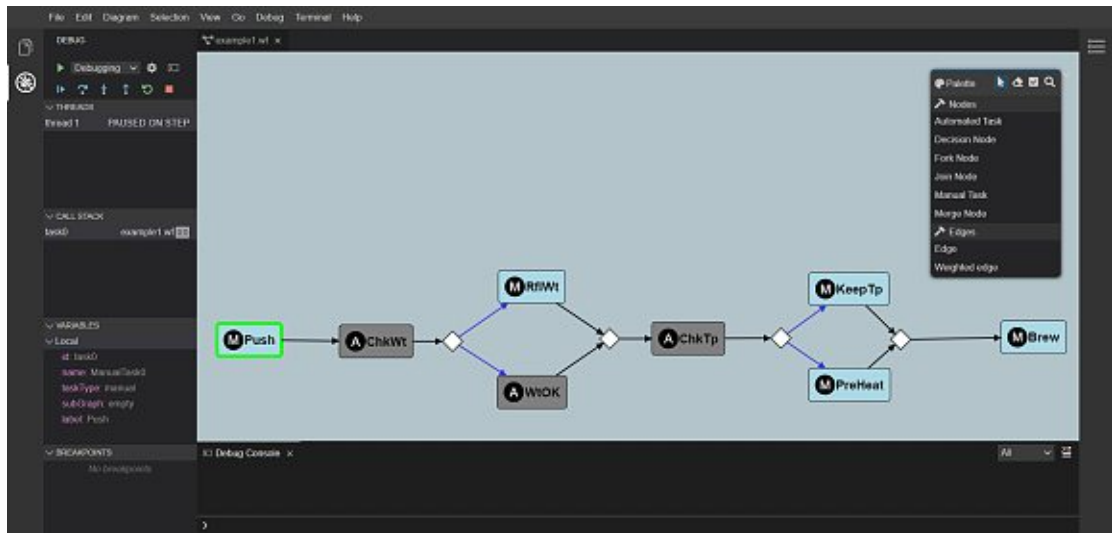 File Edit Diagram Selection View Go Debug Terminal Help
DEBUG
example1.wf ×
Debugging
THREADS
thread 1 PAUSED ON STEP
CALL STACK
task0 example1.wf
VARIABLES
Local
id: task0
name: ManualTask0
taskType: manual
subGraph: empty
label: Push
BREAKPOINTS
No breakpoints
Palette
Nodes
Automated Task
Decision Node
Fork Node
Join Node
Manual Task
Merge Node
Edges
Edge
Weighted edge
M Push
A ChkWt
M RflWt
A WtOK
A ChkTp
M KeepTp
M PreHeat
M Brew
Debug Console ×
All